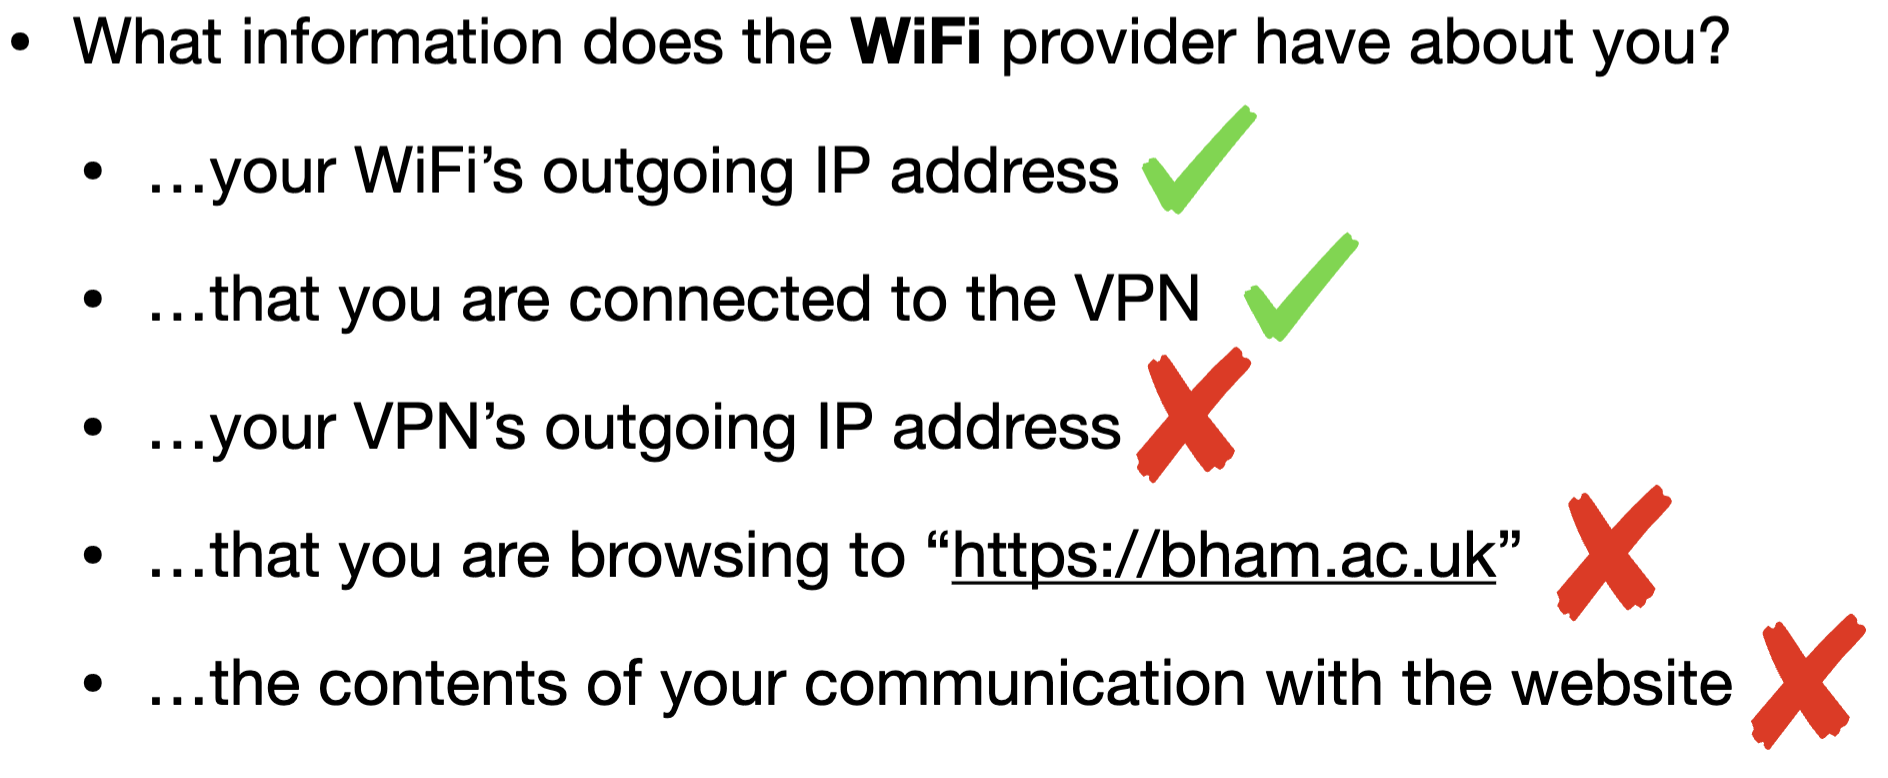 • What information does the WiFi provider have about you?
• …your WiFi’s outgoing IP address
• …that you are connected to the VPN
• …your VPN’s outgoing IP address
• …that you are browsing to “https://bham.ac.uk”
• …the contents of your communication with the website